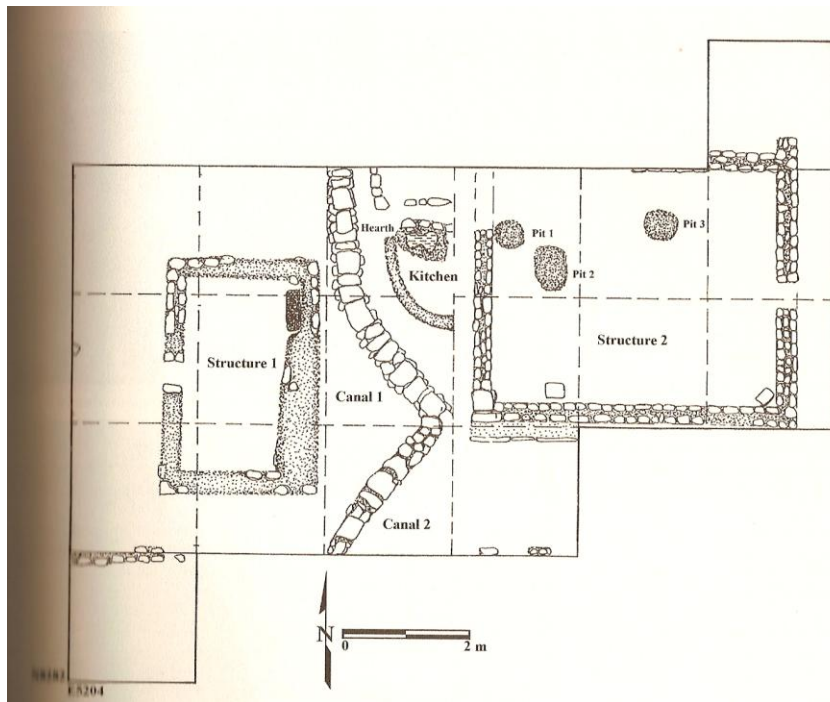 Hearth
Pit 1
Pit 3
Kitchen
Pit 2
Structure 1
Structure 2
Canal 1
Canal 2
N
0 2 m
E5204